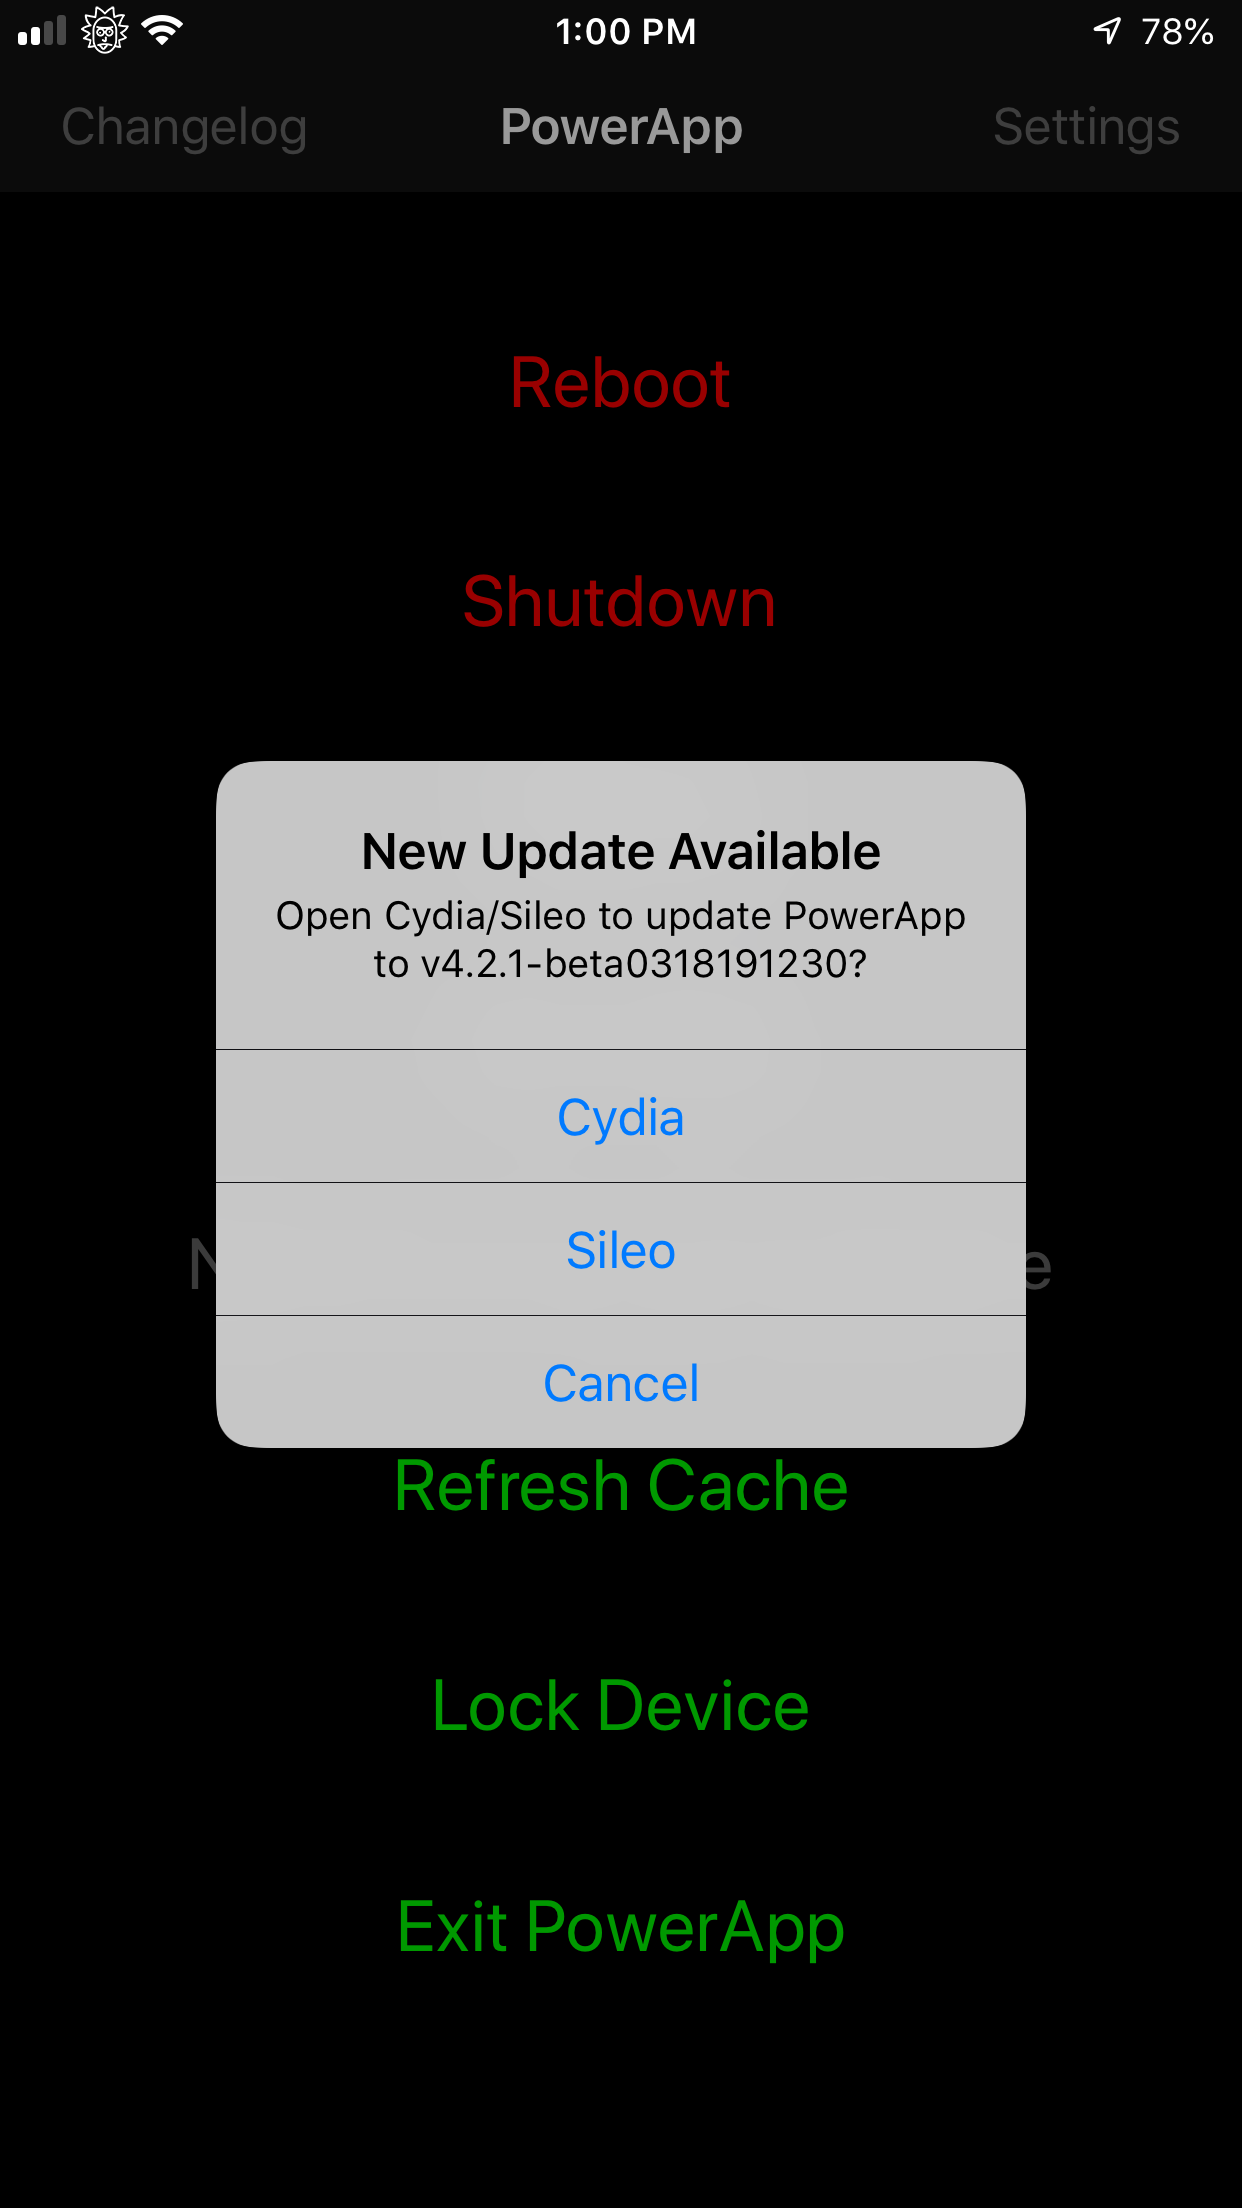 1:00 PM
78%
Changelog
PowerApp
Settings
Reboot
Shutdown
New Update Available
Open Cydia/Sileo to update PowerApp
to v4.2.1-beta0318191230?
Cydia
Sileo
Cancel
Refresh Cache
Lock Device
Exit PowerApp